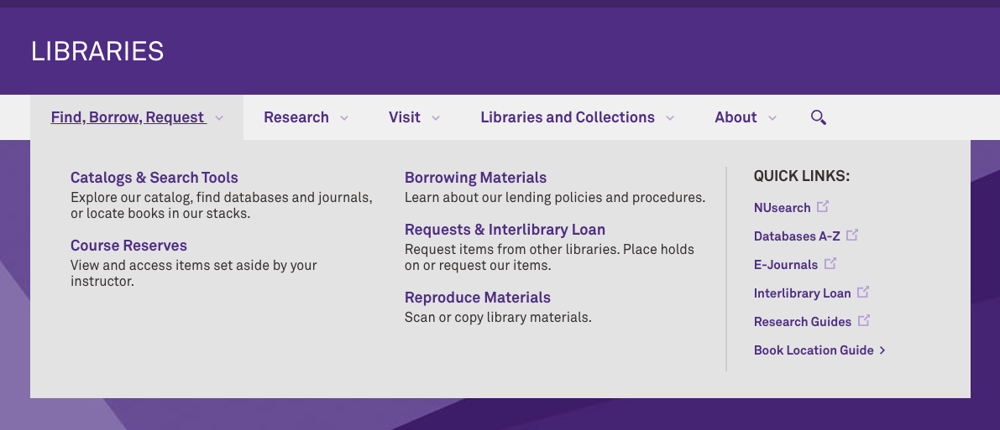 LIBRARIES
Find, Borrow, Request
Research
Visit
Libraries and Collections
About
Catalogs & Search Tools
Explore our catalog, find databases and journals,
or locate books in our stacks.
Course Reserves
View and access items set aside by your
instructor.
Borrowing Materials
Learn about our lending policies and procedures.
Requests & Interlibrary Loan
Request items from other libraries. Place holds
on or request our items.
Reproduce Materials
Scan or copy library materials.
QUICK LINKS:
NUsearch
Databases A-Z
E-Journals
Interlibrary Loan
Research Guides
Book Location Guide